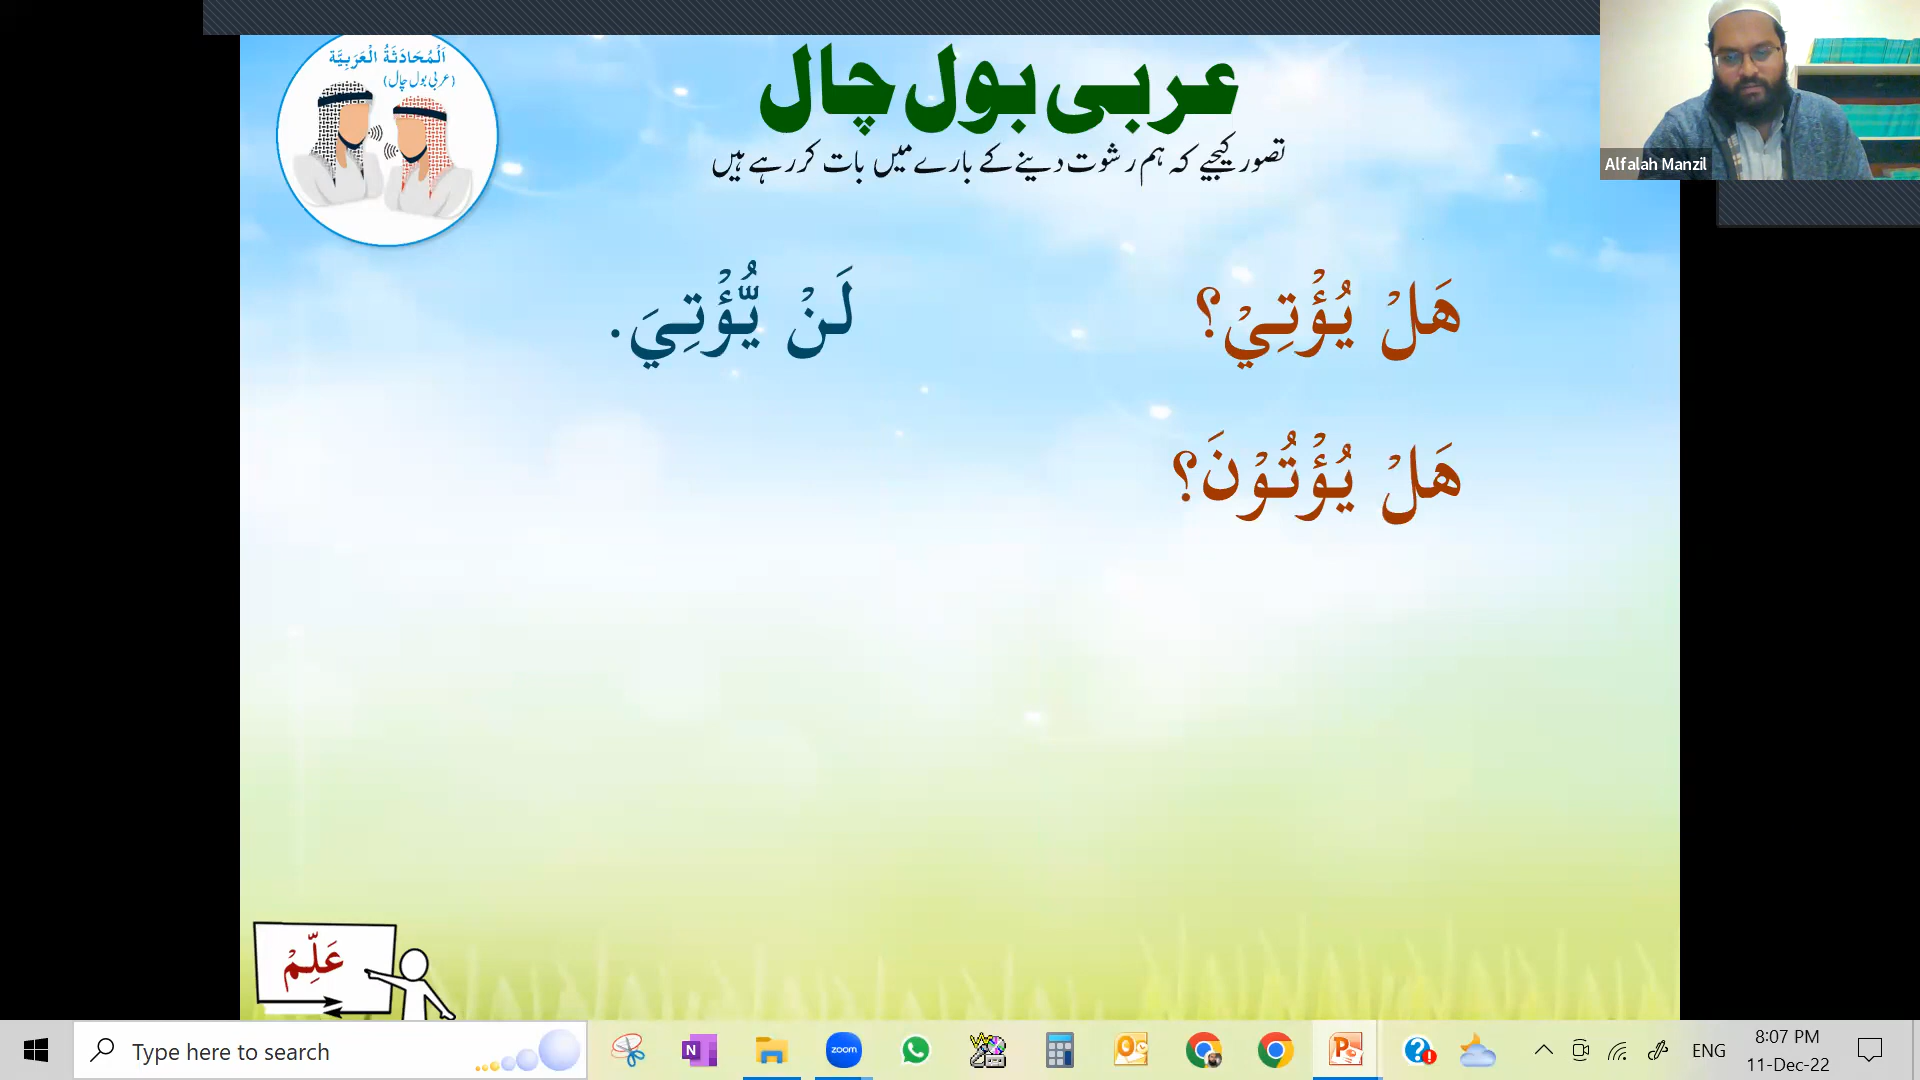 اَلْمُحَادَثَةُ الْعَرَبِيَّة
(عربی بول چال)
عربی بول چال
تصور کیجیے کہ ہم رشوت دینے کے بارے میں بات کر رہے ہیں
Alfalah Manzil
هَلْ يُؤْتِيْ؟ لَنْ يُّؤْتِيَ.
هَلْ يُؤْتُوْنَ؟
عَلِّمْ
Type here to search
N
zoom
ENG
8:07 PM
11-Dec-22